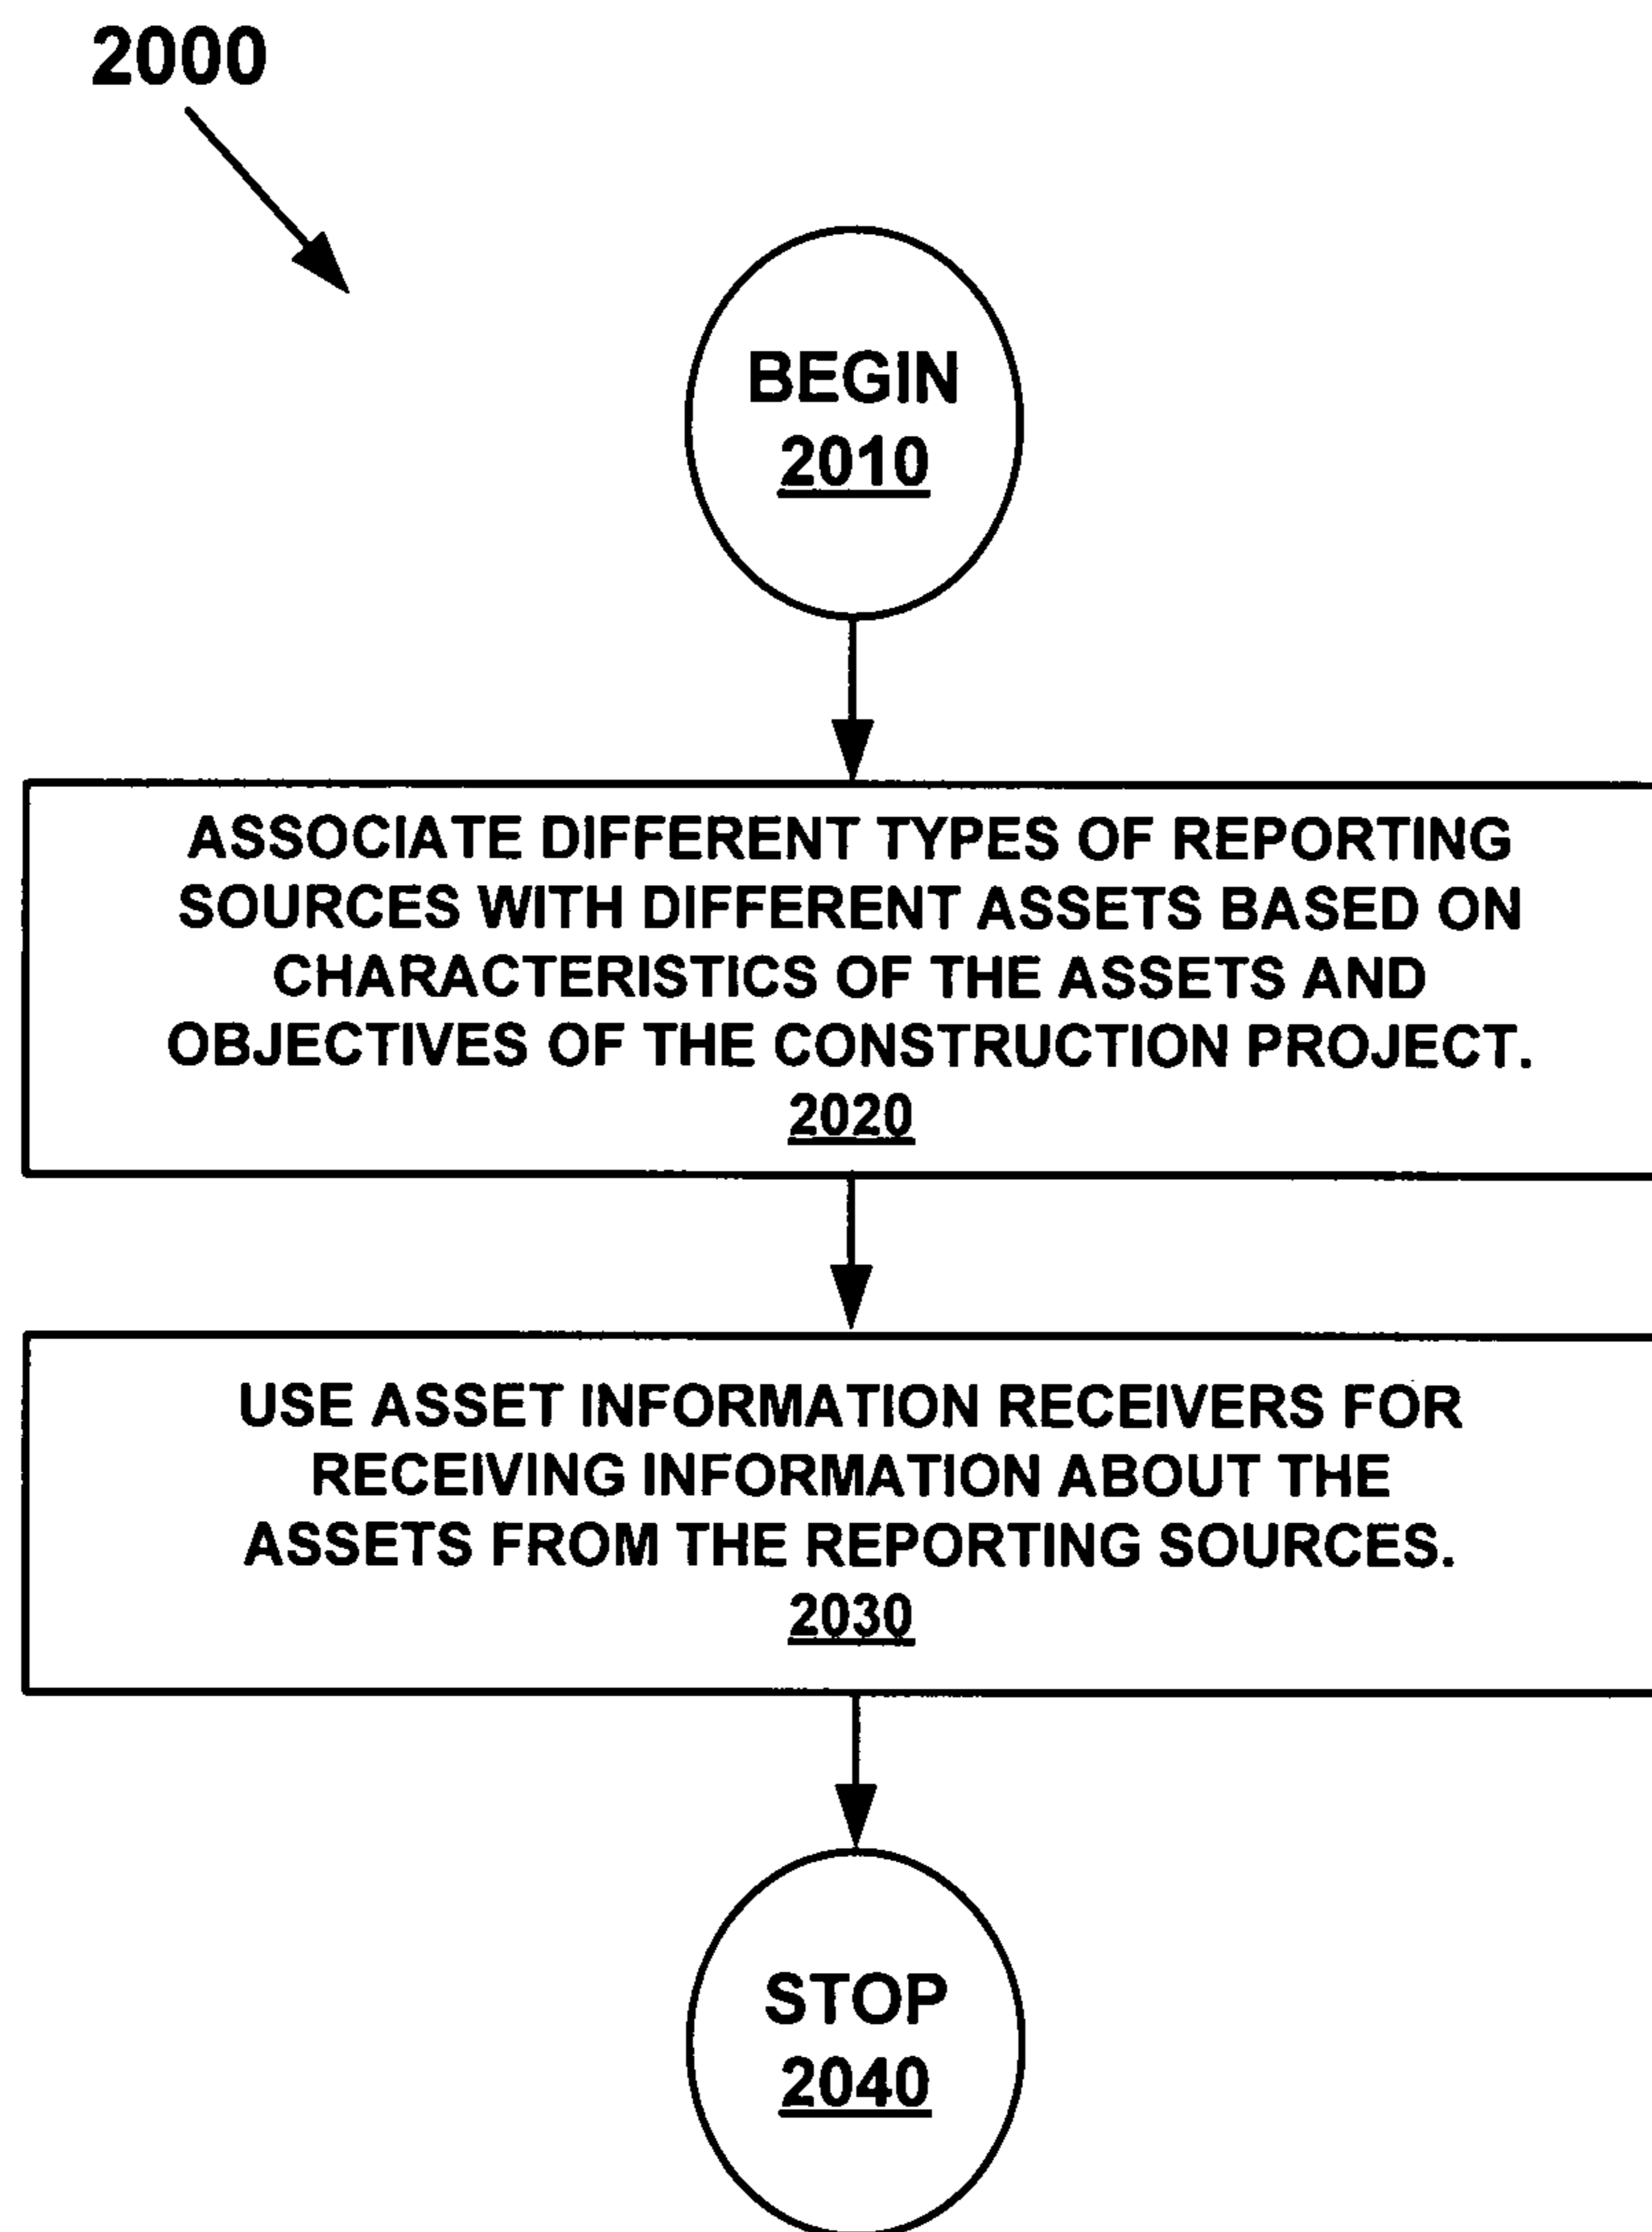 2000
BEGIN
2010
ASSOCIATE DIFFERENT TYPES OF REPORTING
SOURCES WITH DIFFERENT ASSETS BASED ON
CHARACTERISTICS OF THE ASSETS AND
OBJECTIVES OF THE CONSTRUCTION PROJECT.
2020
USE ASSET INFORMATION RECEIVERS FOR
RECEIVING INFORMATION ABOUT THE
ASSETS FROM THE REPORTING SOURCES.
2030
STOP
2040